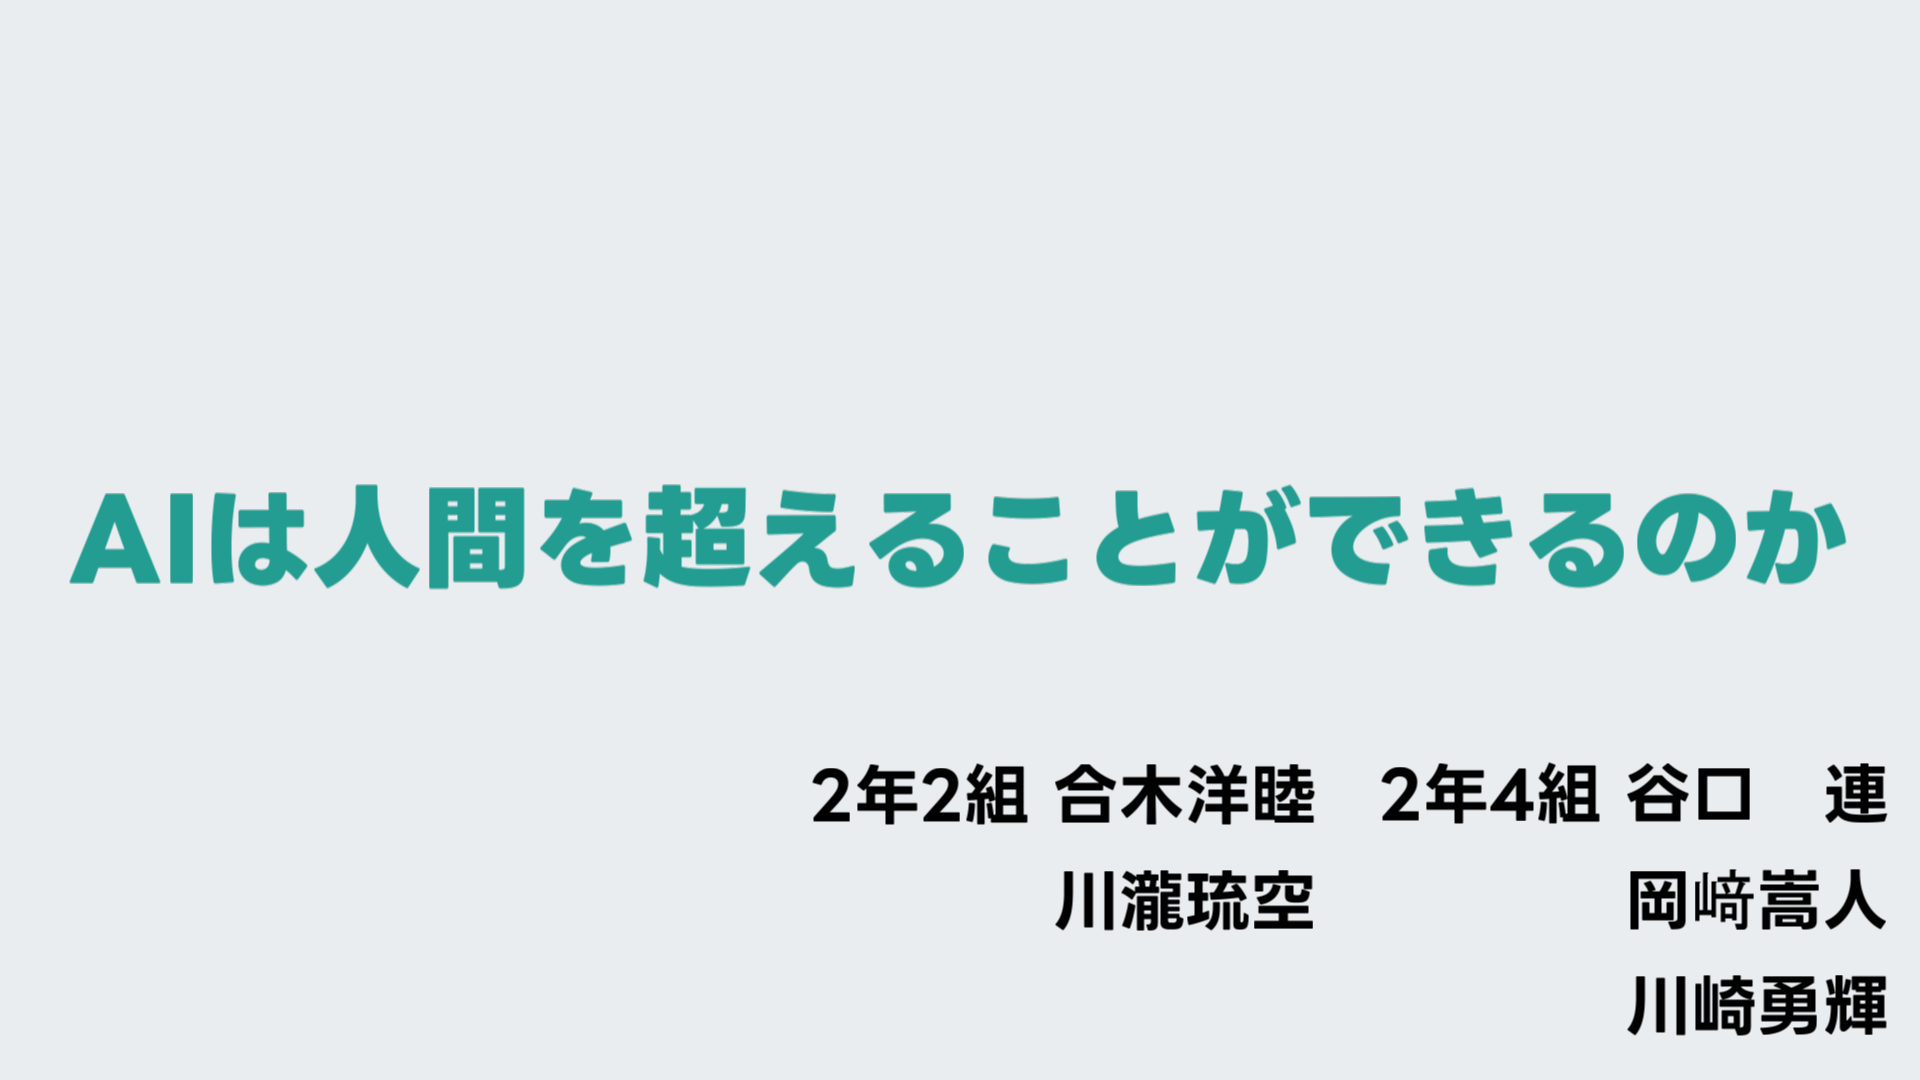 AIは人間を超えることができるのか
2年2組 合木洋睦　2年4組 谷口　連
川瀧琉空　岡﨑嵩人
川崎勇輝